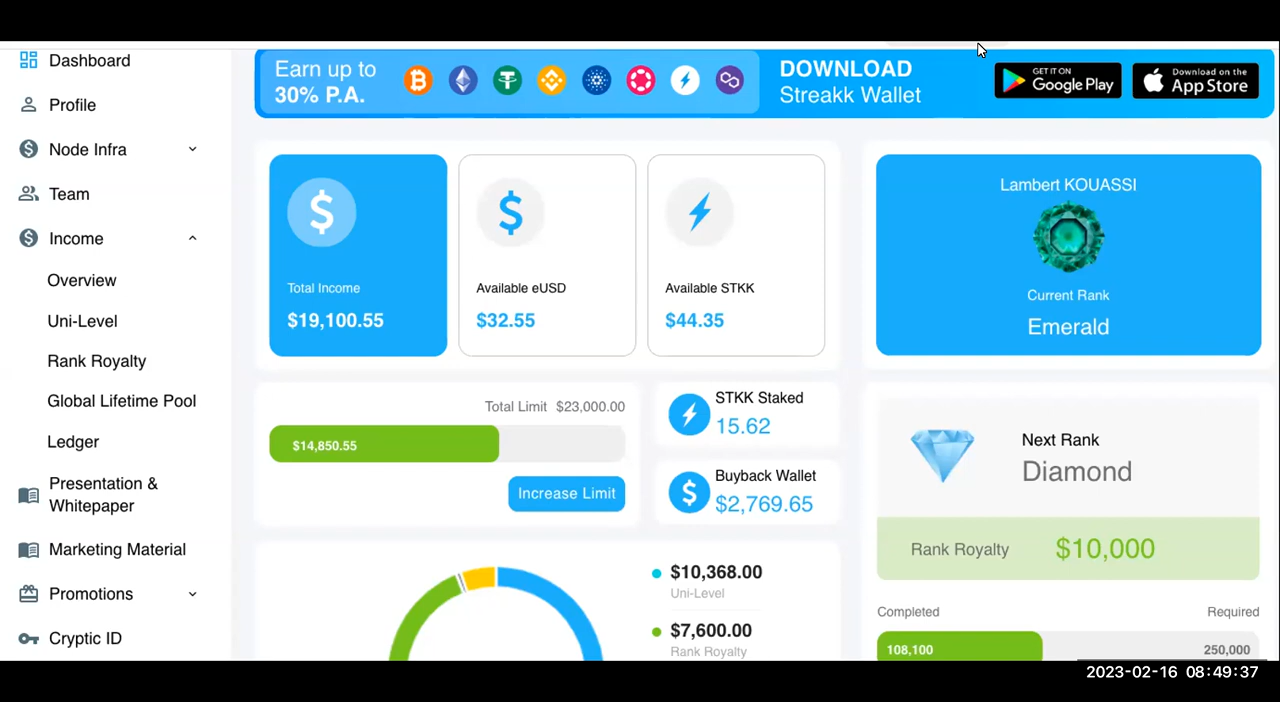 Dashboard
Profile
Node Infra
Team
Income
Overview
Uni-Level
Rank Royalty
Global Lifetime Pool
Ledger
Presentation &
Whitepaper
Marketing Material
Promotions
Cryptic ID
Earn up to
30% P.A.
DOWNLOAD
Streakk Wallet
GET IT ON
Google Play
Download on the
App Store
Total Income
$19,100.55
Available eUSD
$32.55
Available STKK
$44.35
Lambert KOUASSI
Current Rank
Emerald
Total Limit $23,000.00
$14,850.55
Increase Limit
STKK Staked
15.62
Buyback Wallet
$2,769.65
Next Rank
Diamond
Rank Royalty $10,000
Completed Required
108,100 250,000
$10,368.00
Uni-Level
$7,600.00
Rank Royalty
2023-02-16 08:49:37